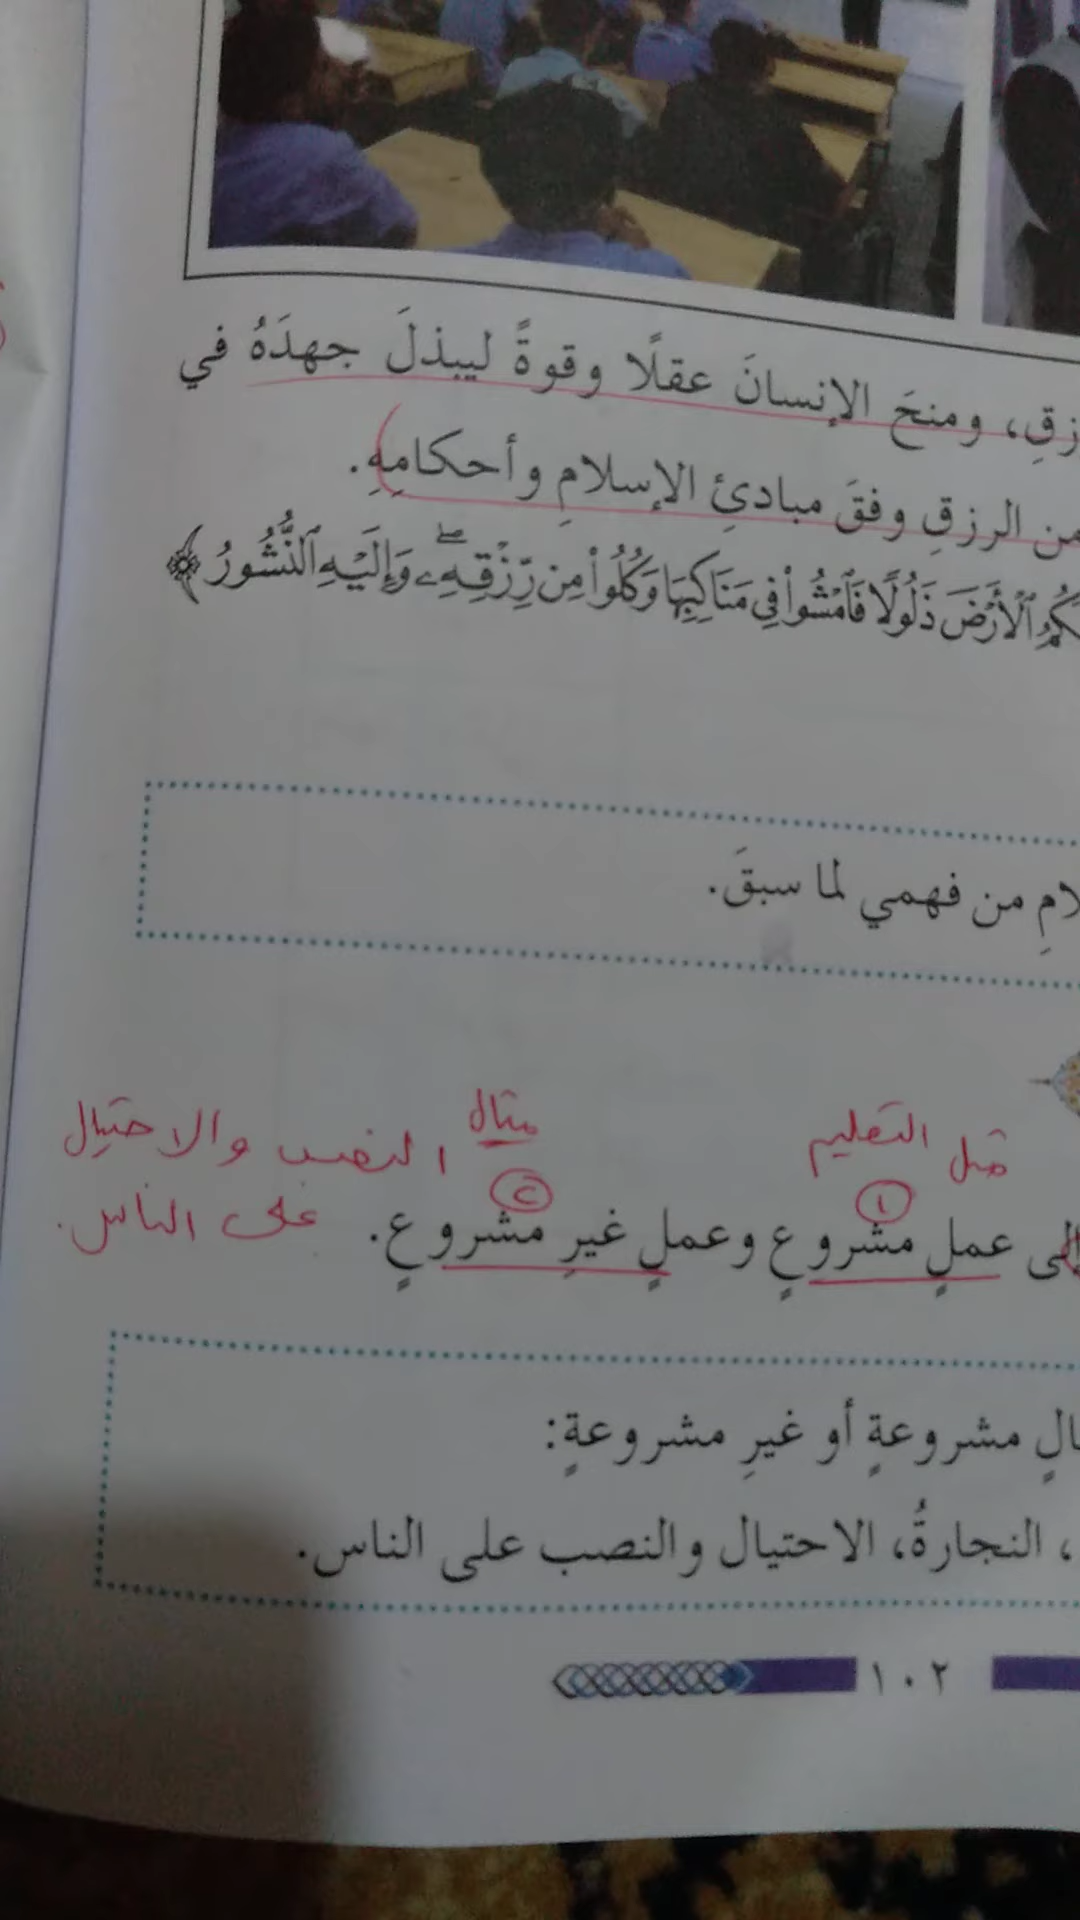 زقِ، ومنحَ الإنسانَ عقلًا وقوةً ليبذلَ جهدَهُ في
من الرزقِ وفقَ مبادئِ الإسلامِ وأحكامِهِ.
ٱلۡأَرۡضَ ذَلُولٗا فَٱمۡشُواْ فِي مَنَاكِبِهَا وَكُلُواْ مِن رِّزۡقِهِۦۖ وَإِلَيۡهِ ٱلنُّشُورُ ﴾
لامِ من فهمي لما سبقَ.
مثل التعليم
مثال النصب والاحتيال
على الناس.
١
٢
إلى عملٍ مشروعٍ وعملٍ غيرِ مشروعٍ.
الٍ مشروعةٍ أو غيرِ مشروعةٍ:
، النجارةُ، الاحتيال والنصب على الناس.
١٠٢